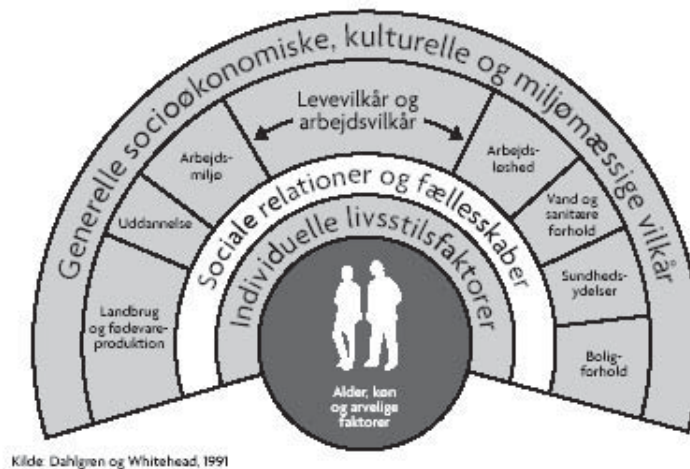 Generelle socioøkonomiske, kulturelle og miljømæssige vilkår
Levevilkår og
arbejdsvilkår
Arbejds-
miljø
Uddannelse
Landbrug
og fødevare-
produktion
Arbejds-
løshed
Vand og
sanitære
forhold
Sundheds-
ydelser
Bolig-
forhold
Sociale relationer og fællesskaber
Individuelle livsstilsfaktorer
Alder, køn
og arvelige
faktorer
Kilde: Dahlgren og Whitehead, 1991